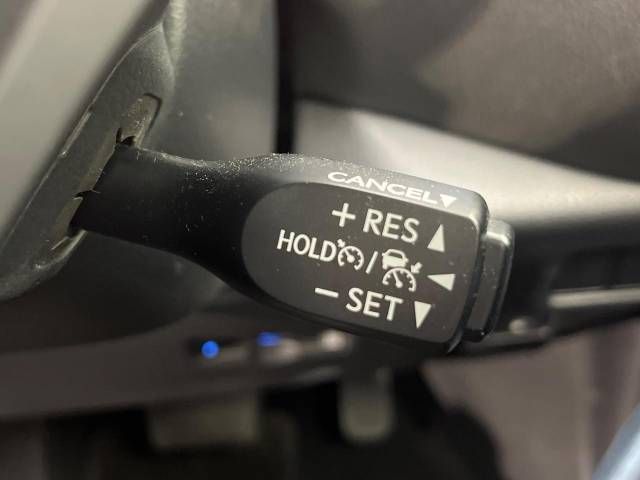 CANCEL▼
+ RES ▲
HOLD / ◄
− SET ▼